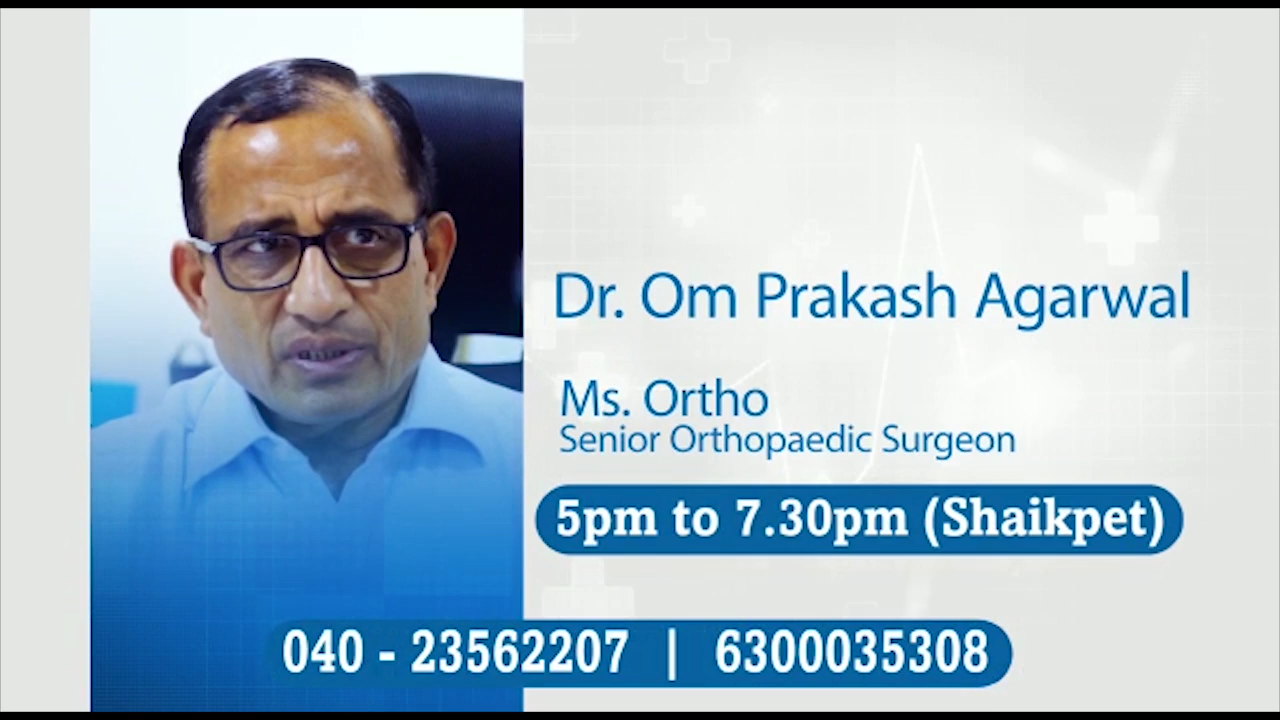 Dr. Om Prakash Agarwal
Ms. Ortho
Senior Orthopaedic Surgeon
5pm to 7.30pm (Shaikpet)
040 - 23562207 | 6300035308